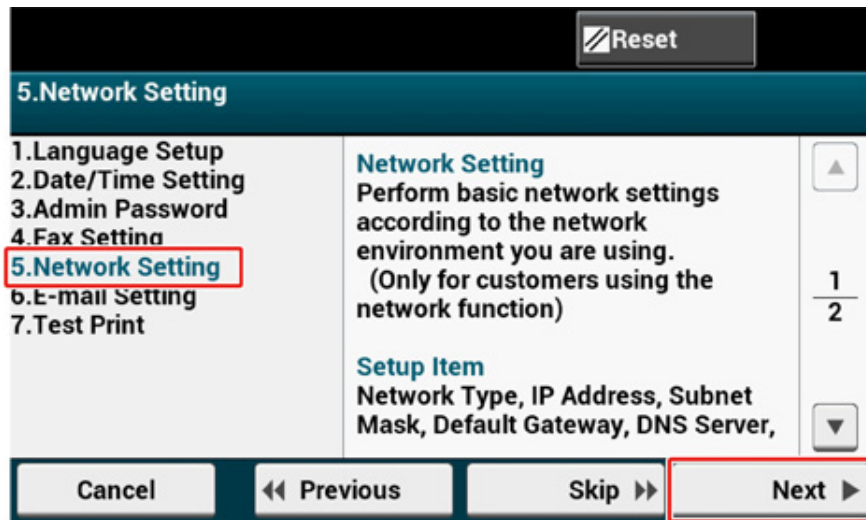 Reset
5.Network Setting
1.Language Setup
2.Date/Time Setting
3.Admin Password
4.Fax Setting
5.Network Setting
6.E-mail Setting
7.Test Print
Network Setting
Perform basic network settings
according to the network
environment you are using.
(Only for customers using the
network function)
Setup Item
Network Type, IP Address, Subnet
Mask, Default Gateway, DNS Server,
1
2
Cancel
Previous
Skip
Next